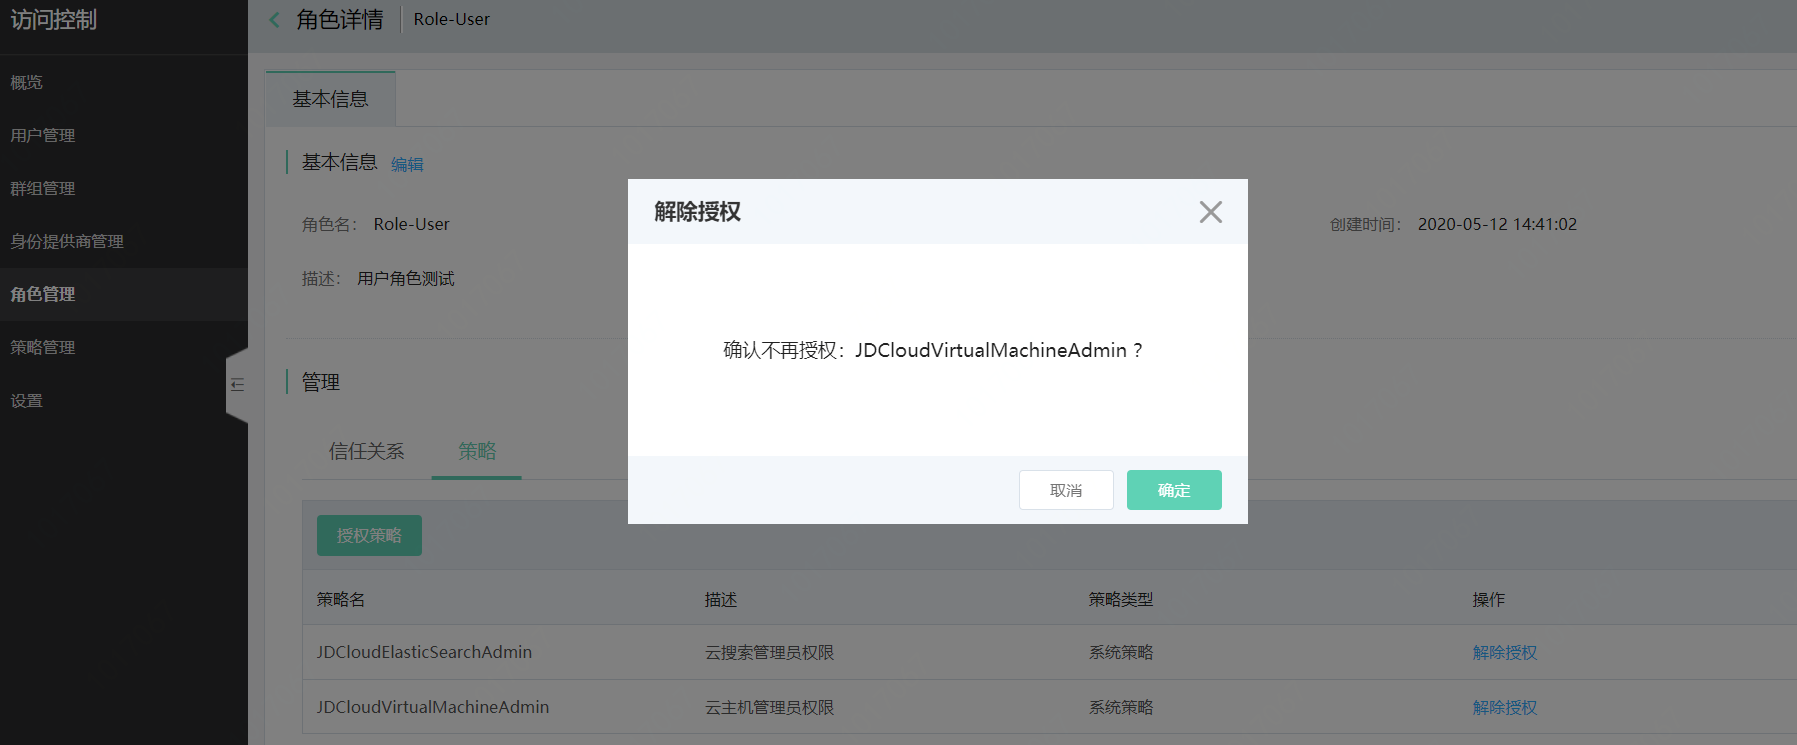 访问控制
概览
用户管理
群组管理
身份提供商管理
角色管理
策略管理
设置
角色详情 Role-User
基本信息
基本信息 编辑
角色名： Role-User
创建时间： 2020-05-12 14:41:02
描述： 用户角色测试
管理
信任关系 策略
授权策略
策略名 描述 策略类型 操作
JDCloudElasticSearchAdmin 云搜索管理员权限 系统策略 解除授权
JDCloudVirtualMachineAdmin 云主机管理员权限 系统策略 解除授权
解除授权
确认不再授权：JDCloudVirtualMachineAdmin？
取消 确定